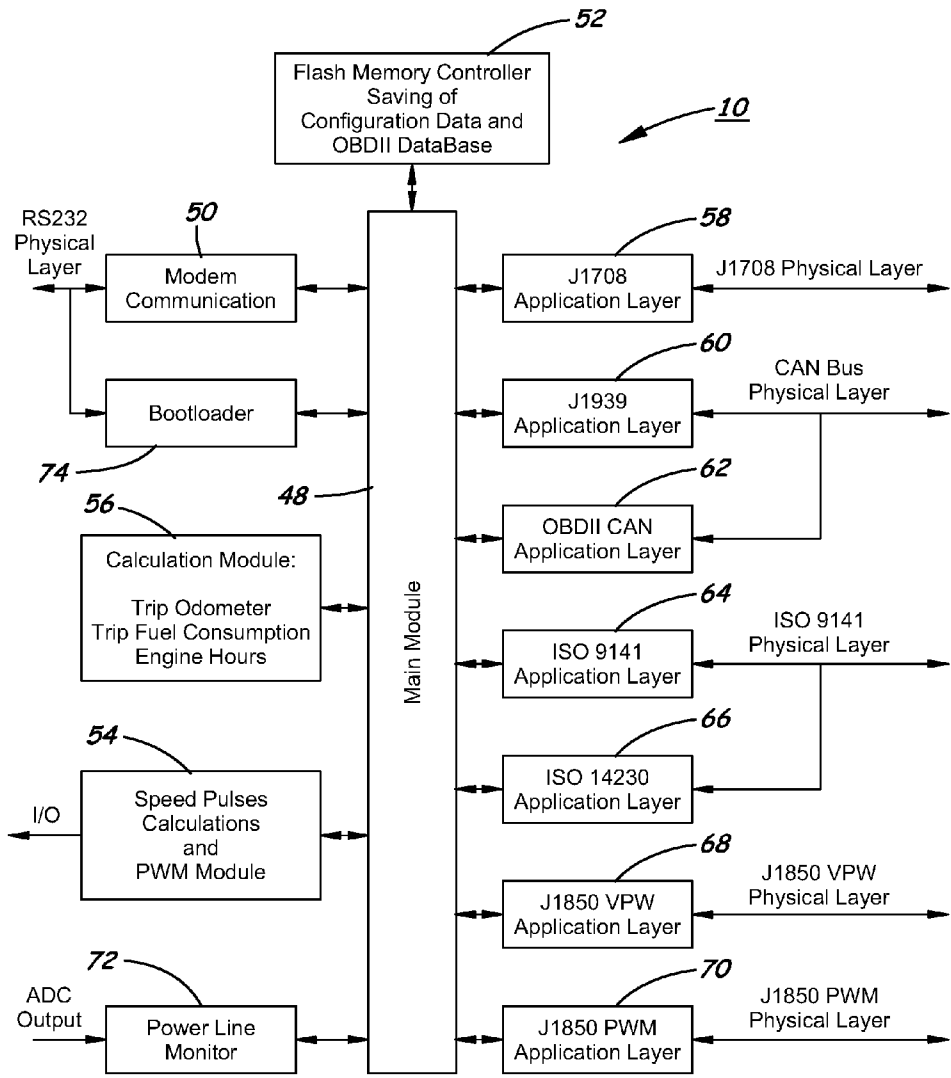 52
Flash Memory Controller
Saving of
Configuration Data and
OBDII DataBase
10
RS232
Physical
Layer
50
Modem
Communication
58
J1708
Application Layer
J1708 Physical Layer
Bootloader
74
60
J1939
Application Layer
CAN Bus
Physical Layer
48
Main Module
62
OBDII CAN
Application Layer
56
Calculation Module:
Trip Odometer
Trip Fuel Consumption
Engine Hours
64
ISO 9141
Application Layer
ISO 9141
Physical Layer
54
I/O
Speed Pulses
Calculations
and
PWM Module
66
ISO 14230
Application Layer
68
J1850 VPW
Application Layer
J1850 VPW
Physical Layer
72
ADC
Output
Power Line
Monitor
70
J1850 PWM
Application Layer
J1850 PWM
Physical Layer